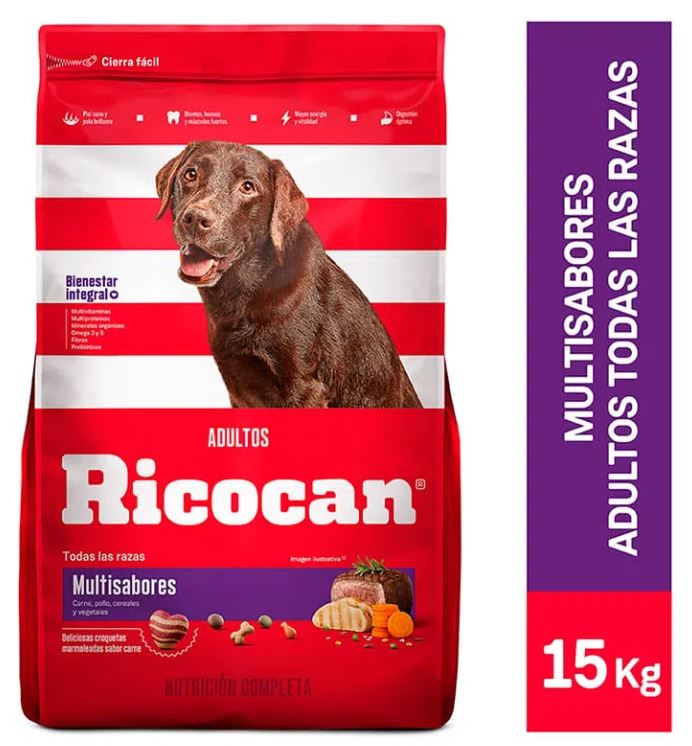 Cierra fácil
Piel sana y
pelo brillante
Dientes, huesos
y músculos fuertes
Mayor energía
y vitalidad
Digestión
óptima
Bienestar
integral
Multivitaminas
Multiproteínas
Minerales orgánicos
Omega 3 y 6
Fibras
Prebióticos
ADULTOS
Ricocan®
Todas las razas
Imagen ilustrativa
Multisabores
Carne, pollo, cereales
y vegetales
Deliciosas croquetas
marmoleadas sabor carne
NUTRICIÓN COMPLETA
MULTISABORES
ADULTOS TODAS LAS RAZAS
15 Kg